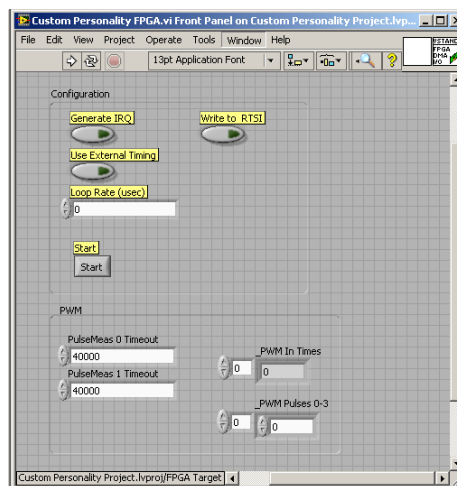 Custom Personality FPGA.vi Front Panel on Custom Personality Project.lvp...
File Edit View Project Operate Tools Window Help
13pt Application Font
FPGA
DMA
I/O
Configuration
Generate IRQ
Write to RTSI
Use External Timing
Loop Rate (usec)
0
Start
Start
PWM
PulseMeas 0 Timeout
40000
_PWM In Times
0 0
PulseMeas 1 Timeout
40000
_PWM Pulses 0-3
0 0
Custom Personality Project.lvproj/FPGA Target